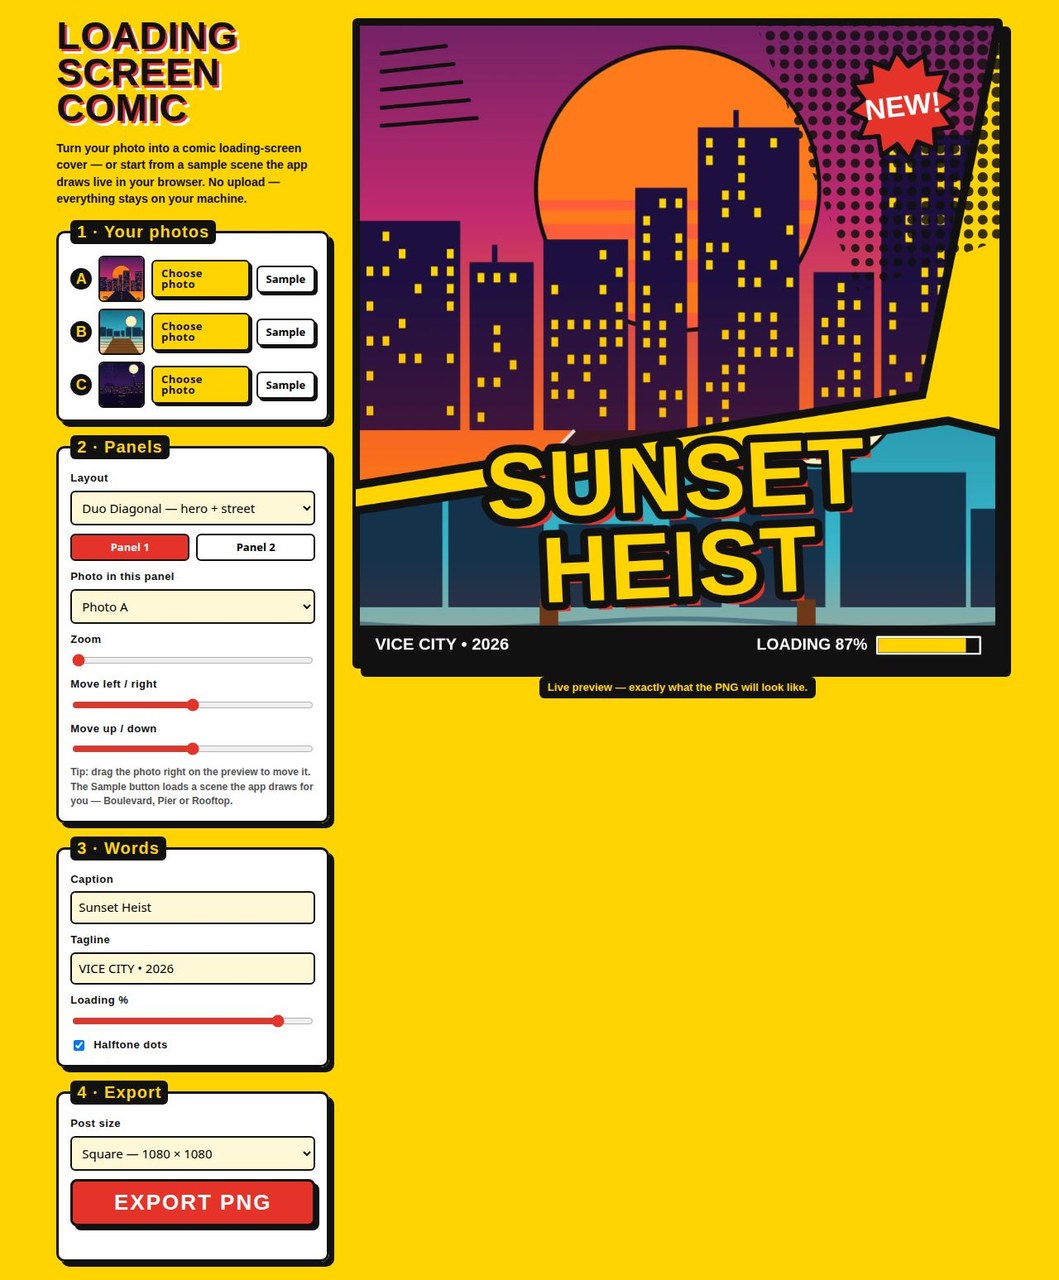 LOADING
SCREEN
COMIC
Turn your photo into a comic loading-screen
cover — or start from a sample scene the app
draws live in your browser. No upload —
everything stays on your machine.
1 · Your photos
A
Choose
photo
Sample
B
Choose
photo
Sample
C
Choose
photo
Sample
2 · Panels
Layout
Duo Diagonal — hero + street
Panel 1
Panel 2
Photo in this panel
Photo A
Zoom
Move left / right
Move up / down
Tip: drag the photo right on the preview to move it.
The Sample button loads a scene the app draws for
you — Boulevard, Pier or Rooftop.
3 · Words
Caption
Sunset Heist
Tagline
VICE CITY • 2026
Loading %
Halftone dots
4 · Export
Post size
Square — 1080 × 1080
EXPORT PNG
NEW!
SUNSET
HEIST
VICE CITY • 2026
LOADING 87%
Live preview — exactly what the PNG will look like.